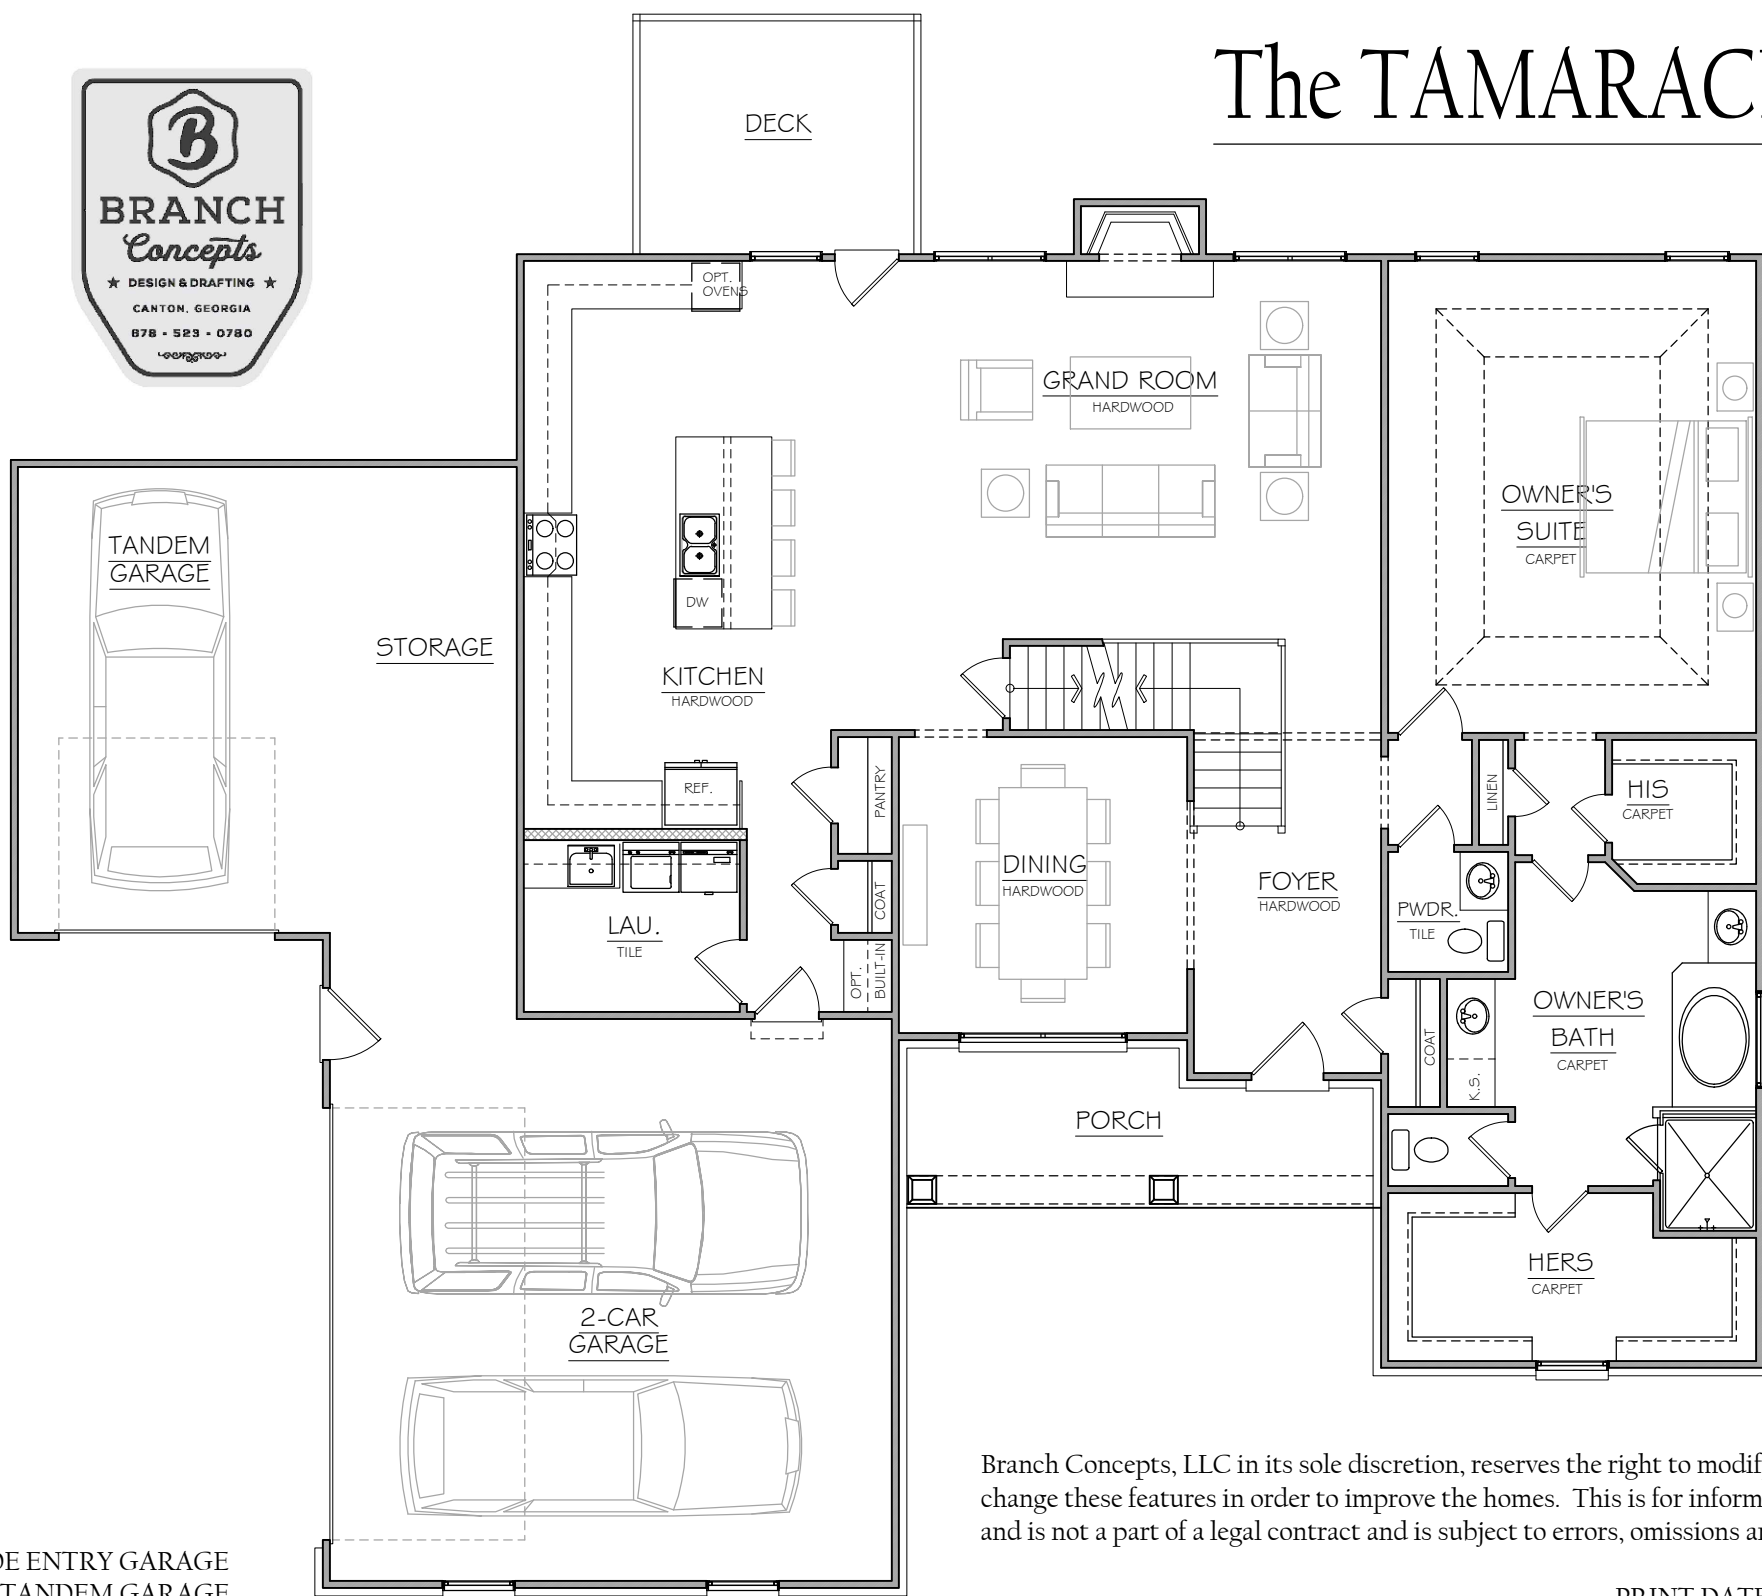 The TAMARAC
B
BRANCH
Concepts
DESIGN & DRAFTING
CANTON, GEORGIA
678 - 523 - 0780
DECK
OPT.
OVENS
GRAND ROOM
HARDWOOD
OWNER'S
SUITE
CARPET
TANDEM
GARAGE
STORAGE
DW
KITCHEN
HARDWOOD
REF.
PANTRY
LINEN
HIS
CARPET
DINING
HARDWOOD
FOYER
HARDWOOD
COAT
PWDR.
TILE
LAU.
TILE
OPT.
BUILT-IN
OWNER'S
BATH
CARPET
COAT
K.S.
PORCH
HERS
CARPET
2-CAR
GARAGE
Branch Concepts, LLC in its sole discretion, reserves the right to modif
change these features in order to improve the homes. This is for inform
and is not a part of a legal contract and is subject to errors, omissions a
DE ENTRY GARAGE
TANDEM GARAGE
PRINT DATE